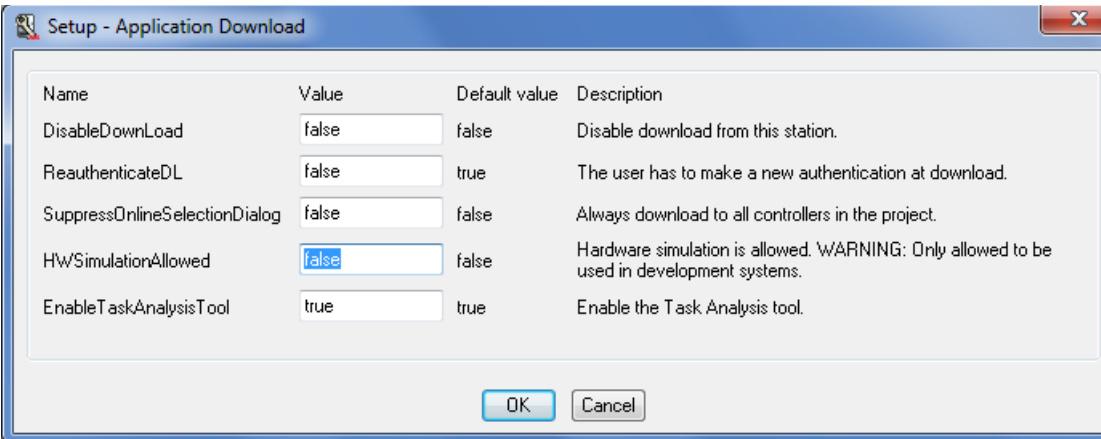 Setup - Application Download
Name Value Default value Description
DisableDownLoad false false Disable download from this station.
ReauthenticateDL false true The user has to make a new authentication at download.
SuppressOnlineSelectionDialog false false Always download to all controllers in the project.
HWSimulationAllowed false false Hardware simulation is allowed. WARNING: Only allowed to be
used in development systems.
EnableTaskAnalysisTool true true Enable the Task Analysis tool.
OK Cancel